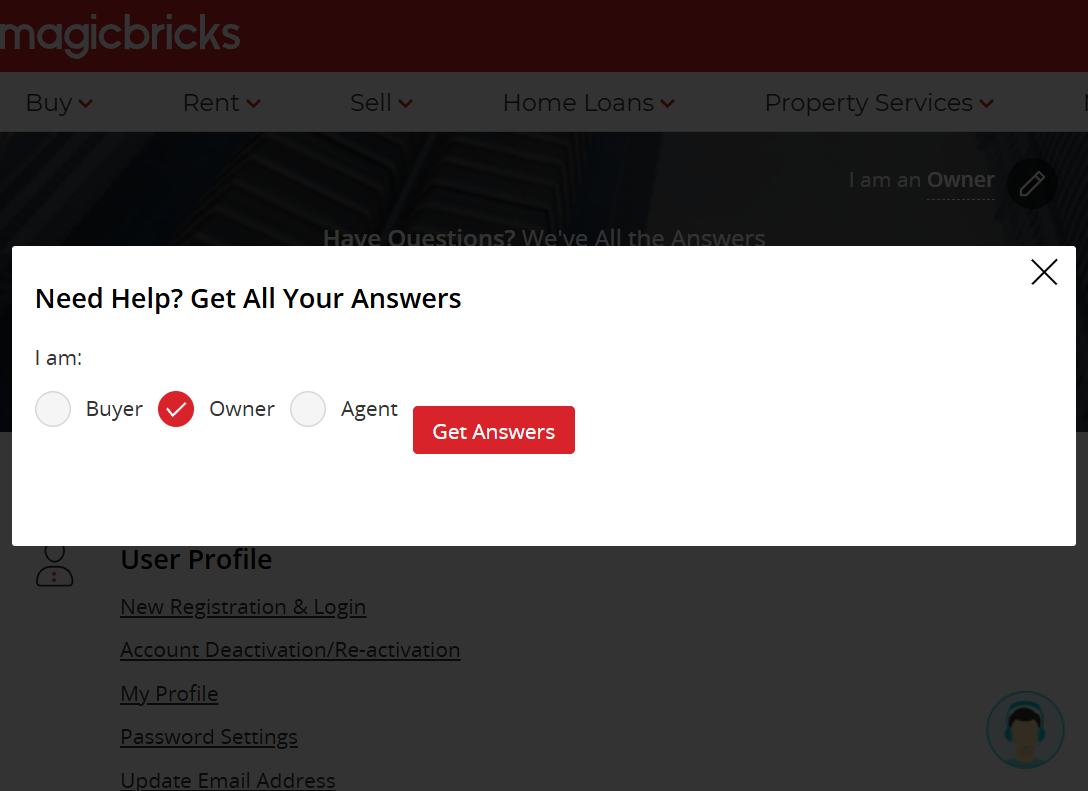 magicbricks
Buy Rent Sell Home Loans Property Services
I am an Owner
Have Questions? We've All the Answers
Need Help? Get All Your Answers
I am:
Buyer Owner Agent
Get Answers
User Profile
New Registration & Login
Account Deactivation/Re-activation
My Profile
Password Settings
Update Email Address